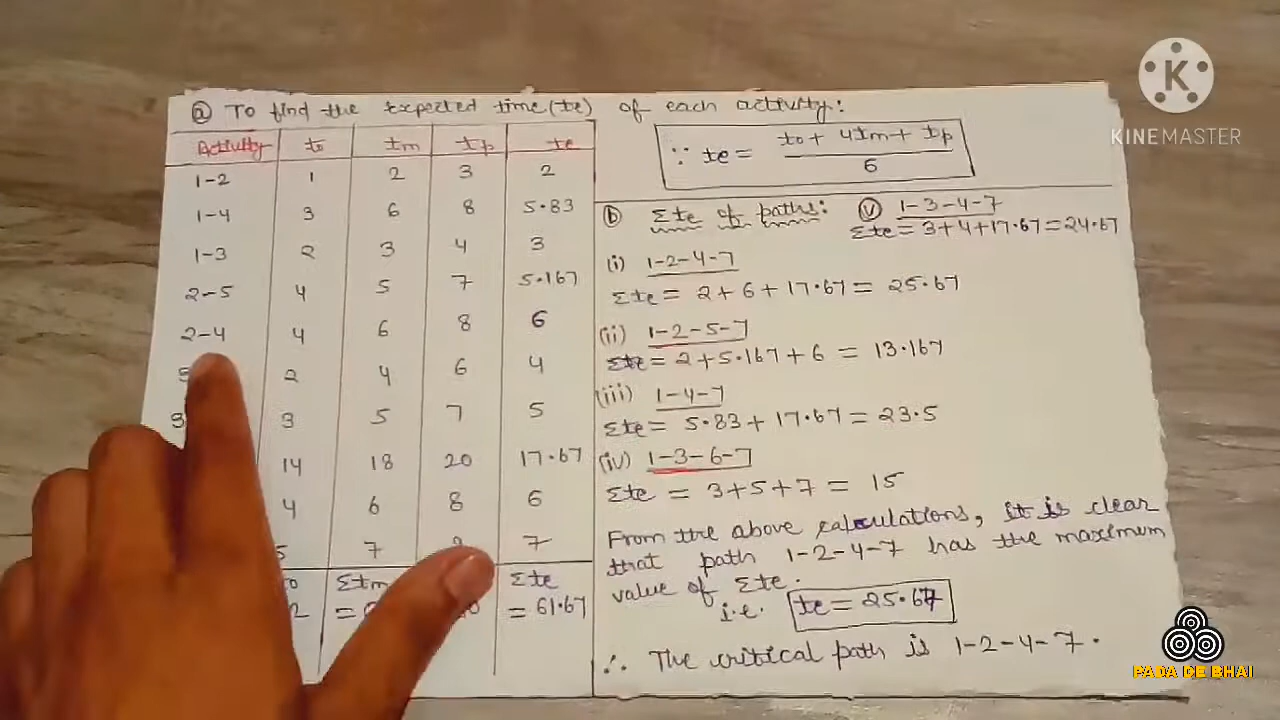 ⓐ To find the Expected time (te) of each activity:
Activity to tm tp te
1-2 1 2 3 2
1-4 3 6 8 5.83
1-3 2 3 4 3
2-5 4 5 7 5.167
2-4 4 6 8 6
2 4 6 4
3 5 7 5
14 18 20 17.67
4 6 8 6
5 7 7
Σtm Σte
= = 61.67
∵ te = to + 4tm + tp / 6
ⓑ Σte of paths:
(i) 1-2-4-7
Σte = 2 + 6 + 17.67 = 25.67
(ii) 1-2-5-7
Σte = 2 + 5.167 + 6 = 13.167
(iii) 1-4-7
Σte = 5.83 + 17.67 = 23.5
(iv) 1-3-6-7
Σte = 3 + 5 + 7 = 15
ⓥ 1-3-4-7
Σte = 3 + 4 + 17.67 = 24.67
From the above calculations, it is clear
that path 1-2-4-7 has the maximum
value of Σte.
i.e. te = 25.67
∴ The critical path is 1-2-4-7.
K
KINEMASTER
PADA DE BHAI